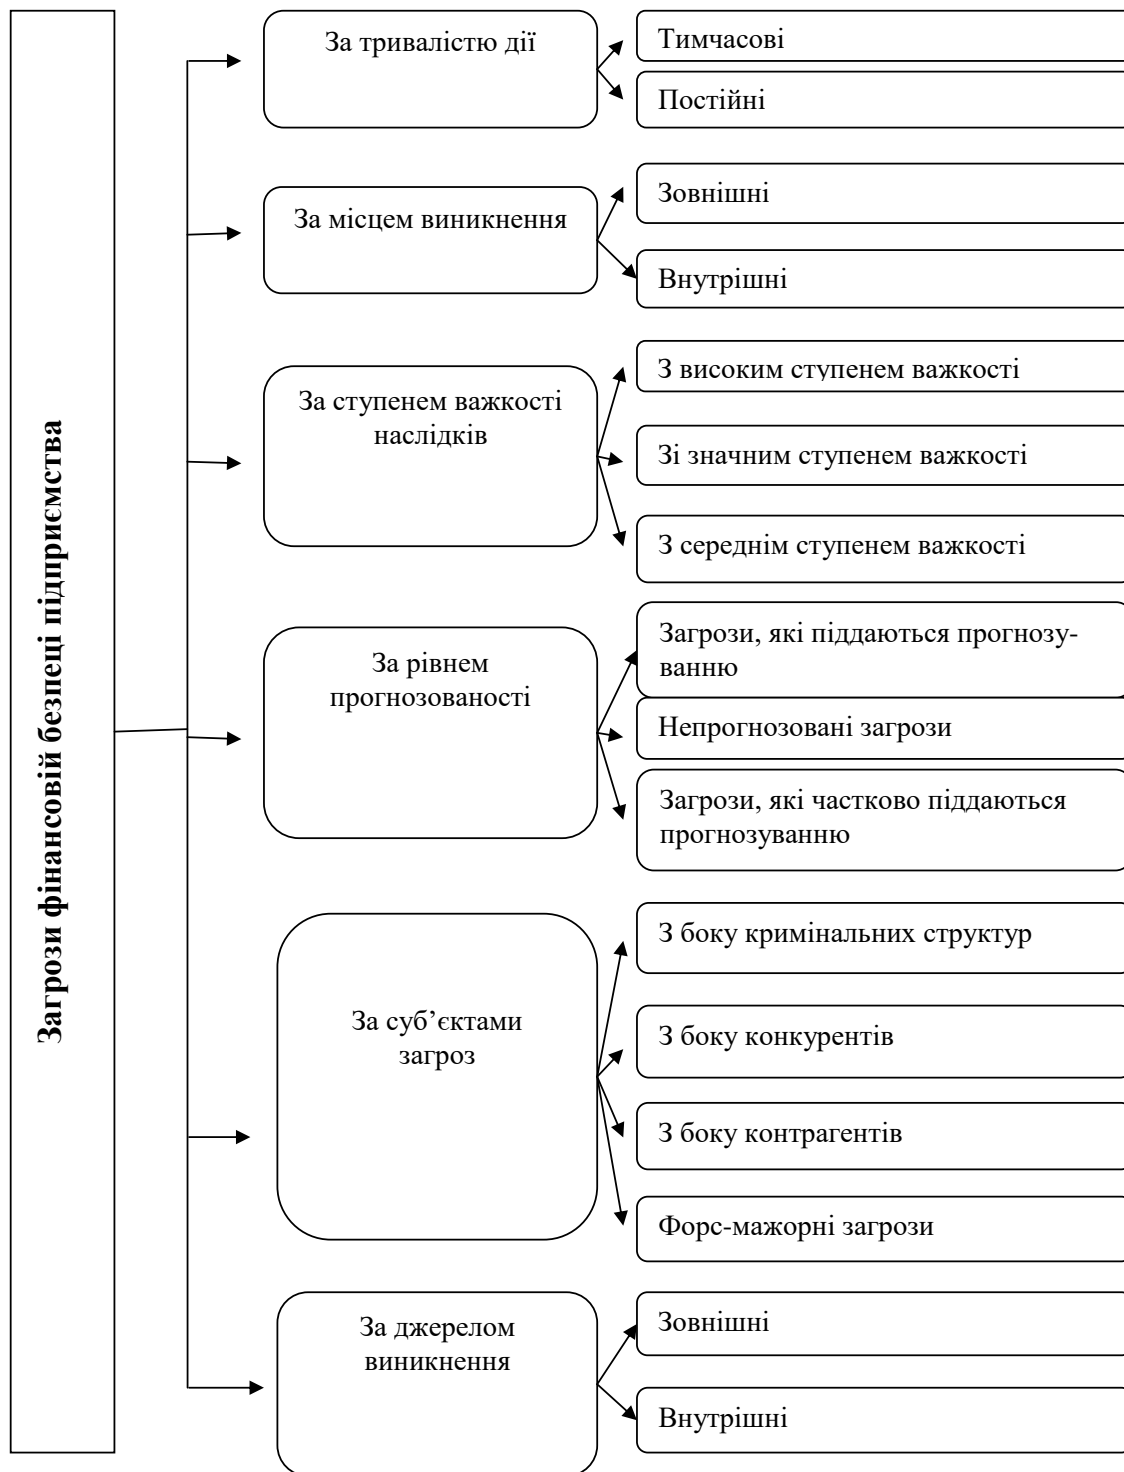 Загрози фінансовій безпеці підприємства
За тривалістю дії
Тимчасові
Постійні
За місцем виникнення
Зовнішні
Внутрішні
За ступенем важкості
наслідків
З високим ступенем важкості
Зі значним ступенем важкості
З середнім ступенем важкості
За рівнем
прогнозованості
Загрози, які піддаються прогнозу-
ванню
Непрогнозовані загрози
Загрози, які частково піддаються
прогнозуванню
За суб’єктами
загроз
З боку кримінальних структур
З боку конкурентів
З боку контрагентів
Форс-мажорні загрози
За джерелом
виникнення
Зовнішні
Внутрішні